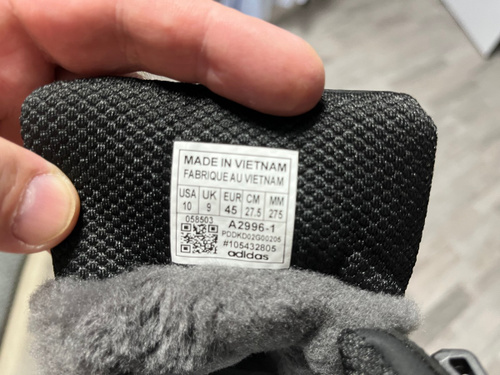 MADE IN VIETNAM
FABRIQUE AU VIETNAM
USA UK EUR CM MM
10 9 45 27.5 275
058503 A2996-1
PDDKD02G00205
#105432805
adidas